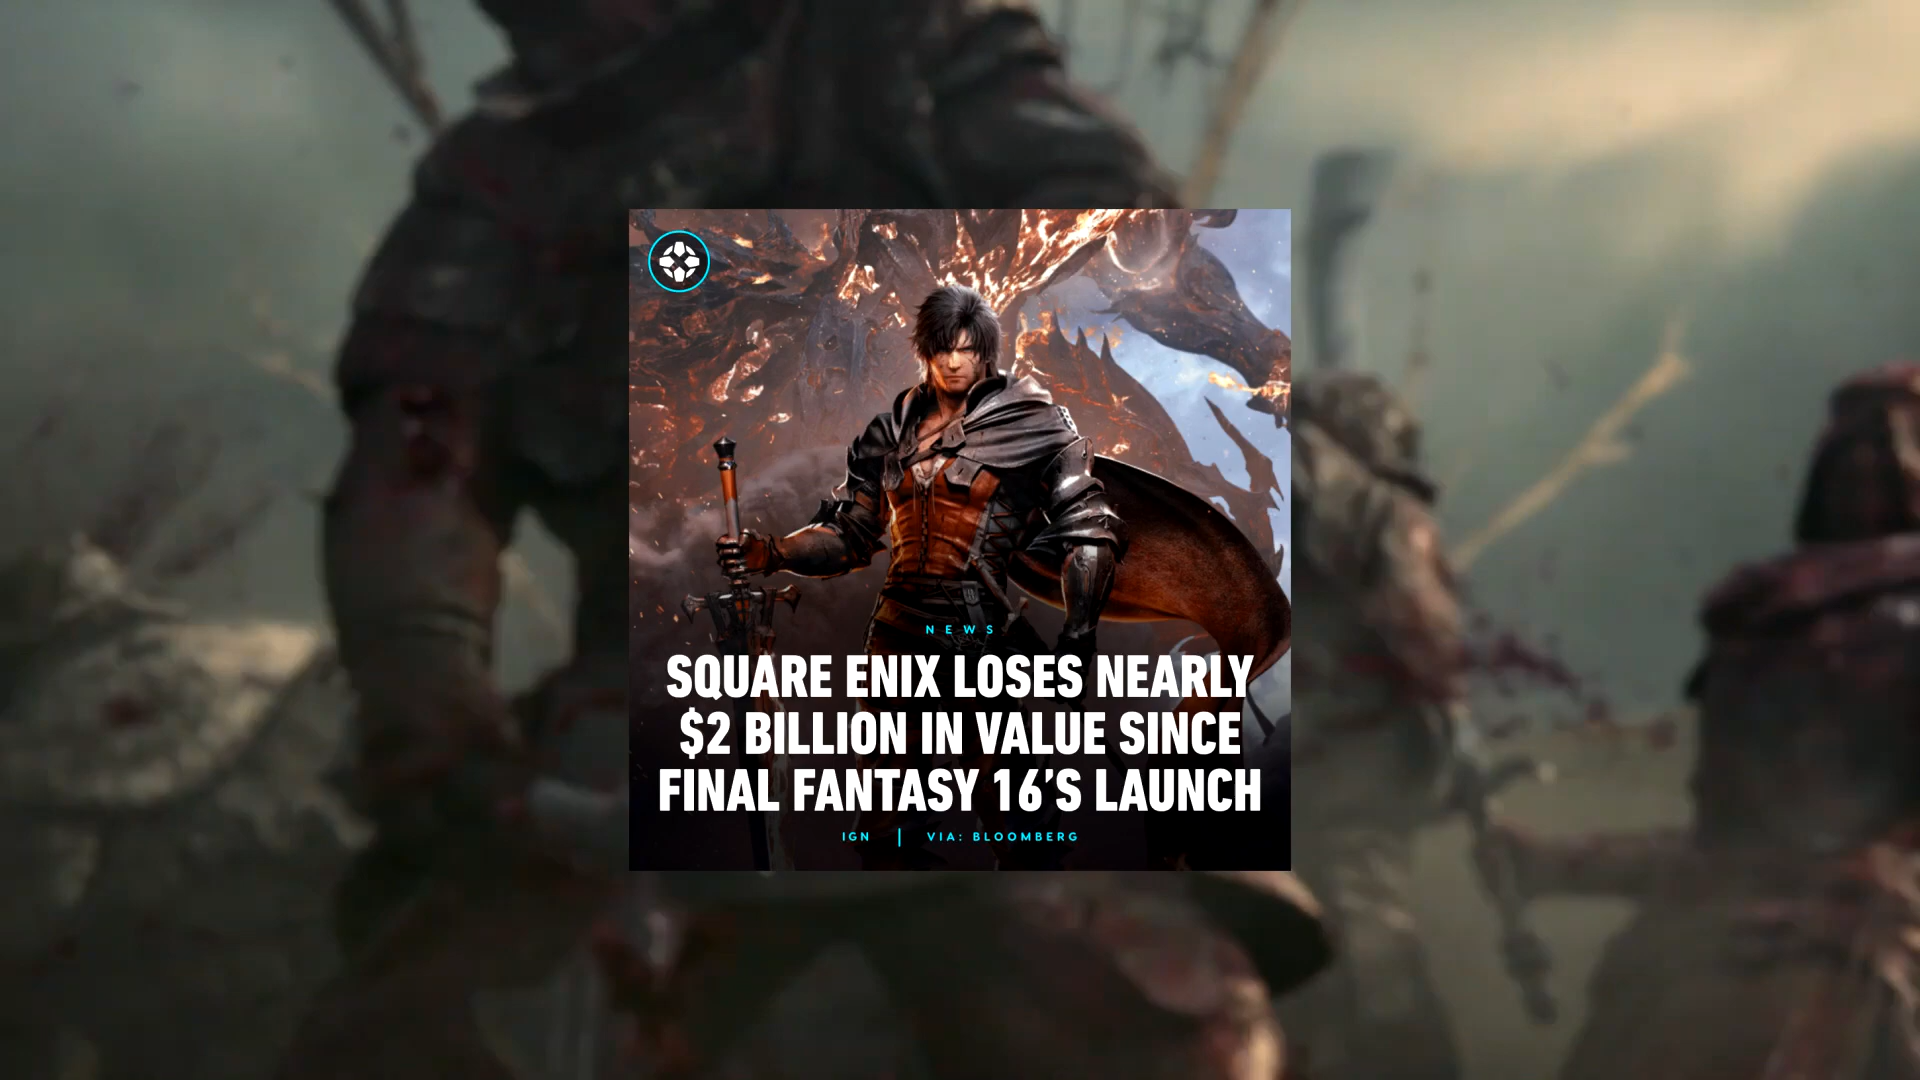 NEWS
SQUARE ENIX LOSES NEARLY
$2 BILLION IN VALUE SINCE
FINAL FANTASY 16'S LAUNCH
IGN | VIA: BLOOMBERG